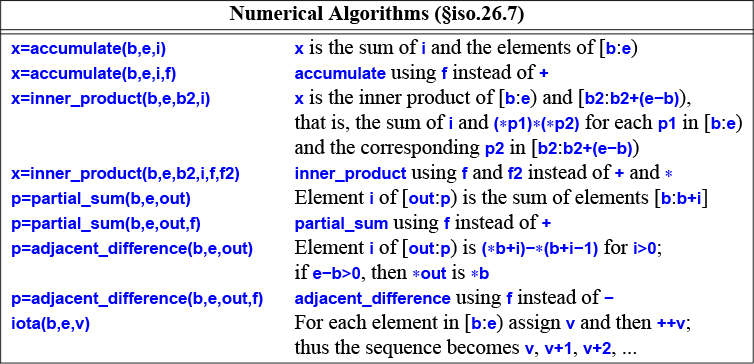 Numerical Algorithms (§iso.26.7)
x=accumulate(b,e,i) x is the sum of i and the elements of [b:e)
x=accumulate(b,e,i,f) accumulate using f instead of +
x=inner_product(b,e,b2,i) x is the inner product of [b:e) and [b2:b2+(e−b)),
that is, the sum of i and (∗p1)∗(∗p2) for each p1 in [b:e)
and the corresponding p2 in [b2:b2+(e−b))
x=inner_product(b,e,b2,i,f,f2) inner_product using f and f2 instead of + and ∗
p=partial_sum(b,e,out) Element i of [out:p) is the sum of elements [b:b+i]
p=partial_sum(b,e,out,f) partial_sum using f instead of +
p=adjacent_difference(b,e,out) Element i of [out:p) is (∗b+i)−∗(b+i−1) for i>0;
if e−b>0, then ∗out is ∗b
p=adjacent_difference(b,e,out,f) adjacent_difference using f instead of −
iota(b,e,v) For each element in [b:e) assign v and then ++v;
thus the sequence becomes v, v+1, v+2, ...